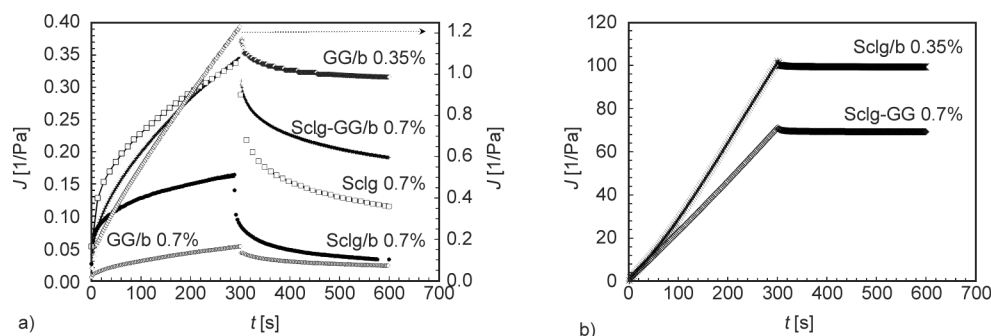 0.40
0.35
0.30
0.25
0.20
0.15
0.10
0.05
0.00
J [1/Pa]
1.2
1.0
0.8
0.6
0.4
0.2
0.0
J [1/Pa]
GG/b 0.35%
Sclg-GG/b 0.7%
Sclg 0.7%
GG/b 0.7%
Sclg/b 0.7%
0 100 200 300 400 500 600 700
t [s]
a)
120
100
80
60
40
20
0
J [1/Pa]
Sclg/b 0.35%
Sclg-GG 0.7%
0 100 200 300 400 500 600 700
t [s]
b)